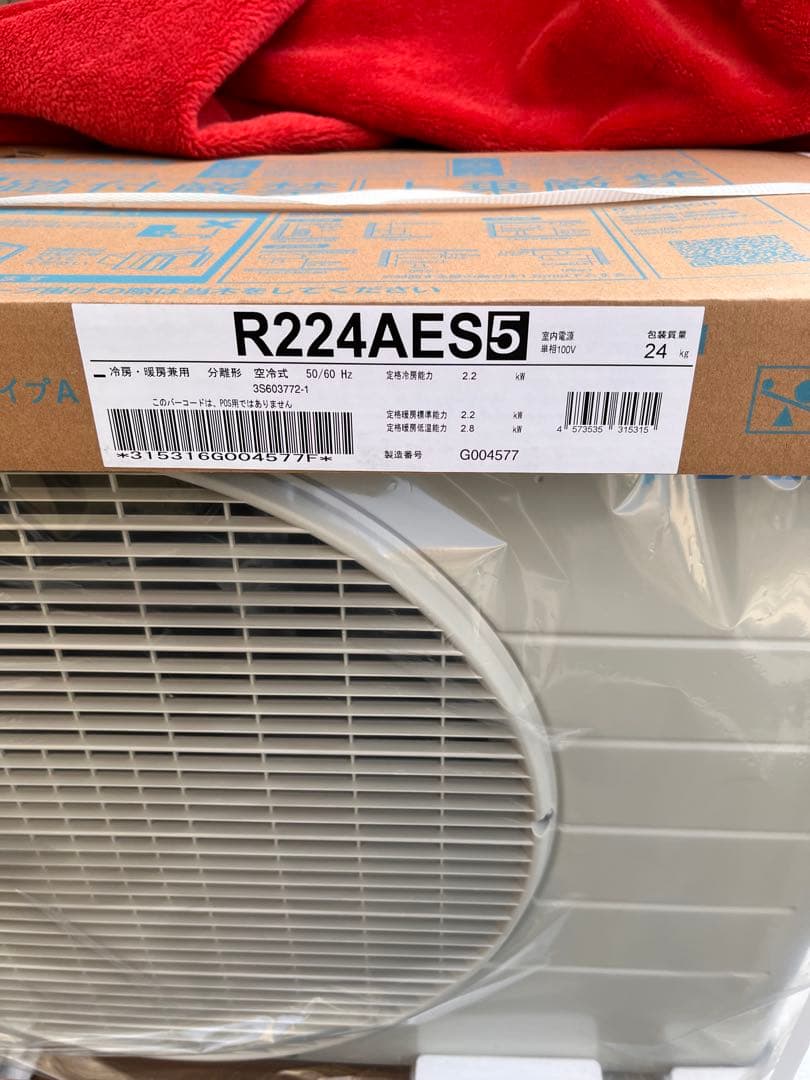 R224AES5
室内電源
単相100V
包装質量
24 kg
冷房・暖房兼用 分離形 空冷式 50/60 Hz
3S603772-1
このバーコードは、POS用ではありません
*315316G004577F*
定格冷房能力 2.2 kW
定格暖房標準能力 2.2 kW
定格暖房低温能力 2.8 kW
製造番号 G004577
4 573535 315315
イプA